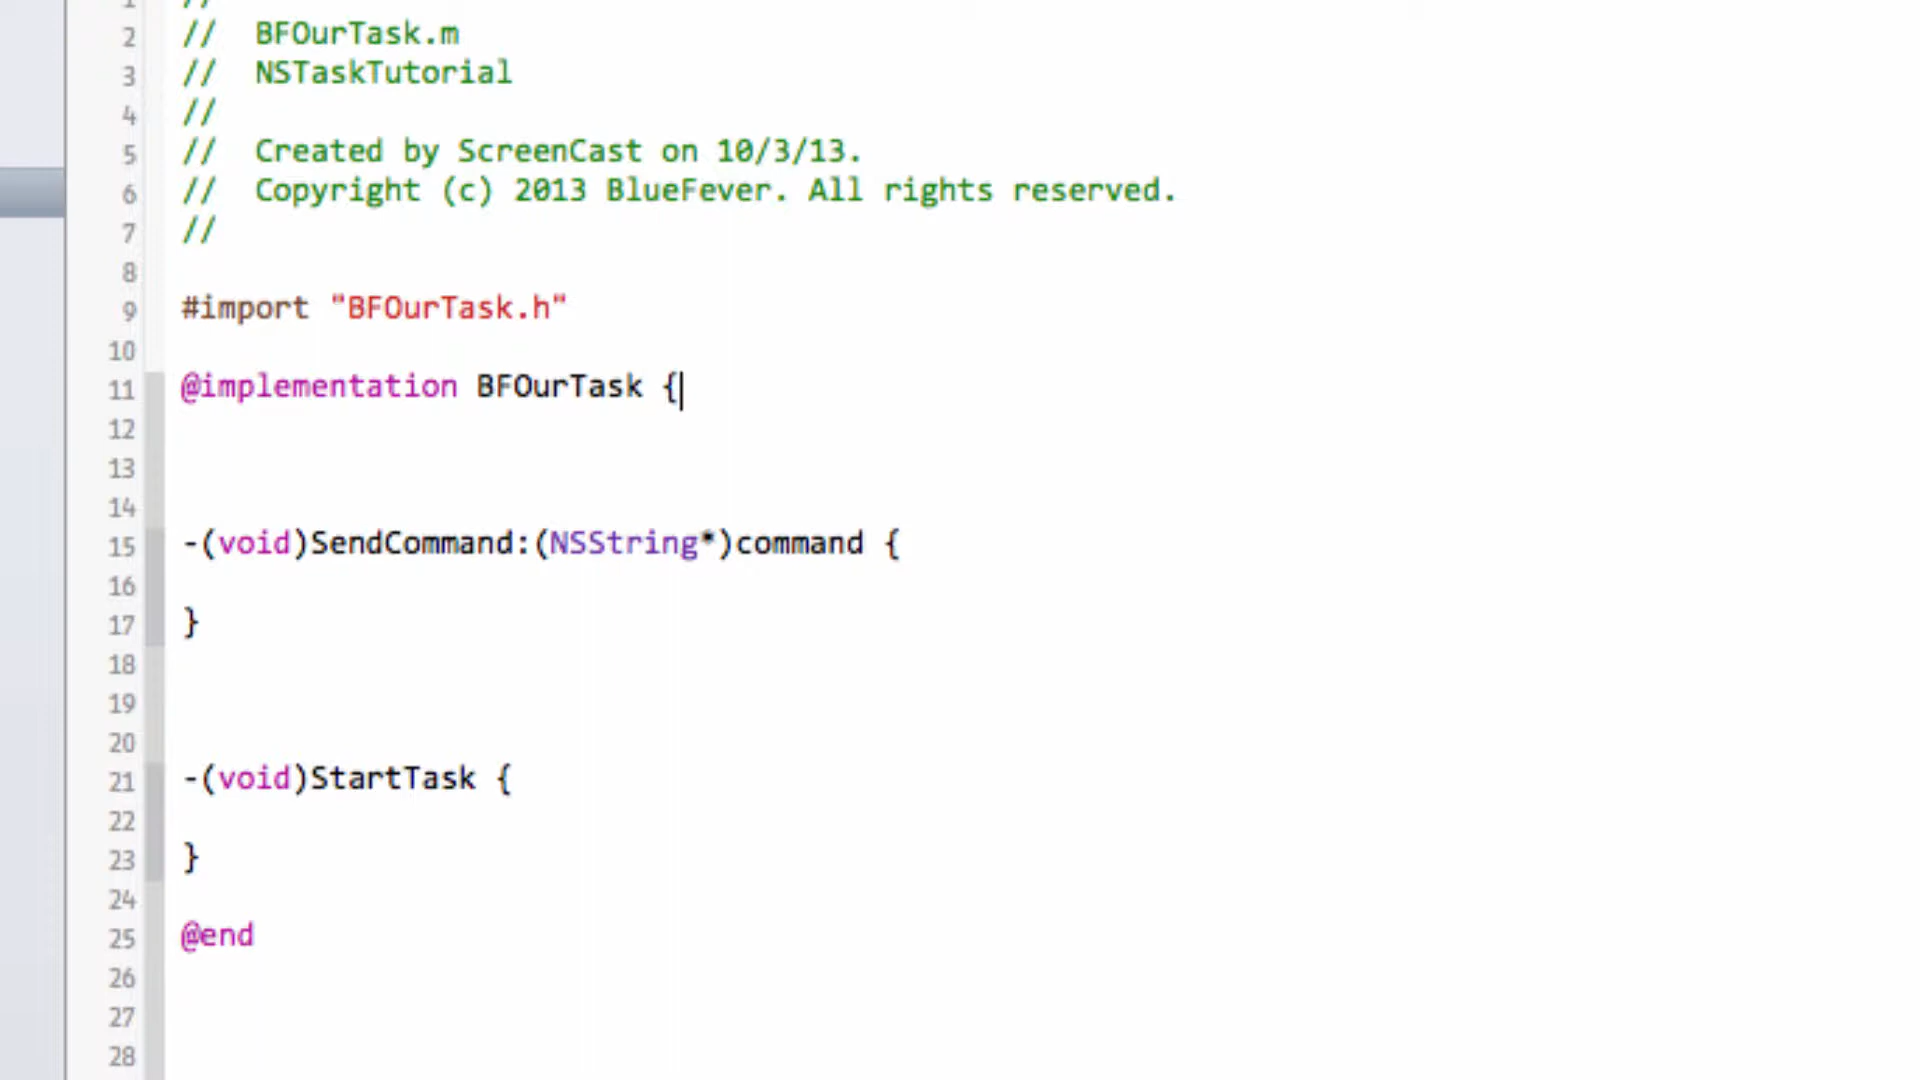 1 //
2 // BFOurTask.m
3 // NSTaskTutorial
4 //
5 // Created by ScreenCast on 10/3/13.
6 // Copyright (c) 2013 BlueFever. All rights reserved.
7 //
8
9 #import "BFOurTask.h"
10
11 @implementation BFOurTask {
12
13
14
15 -(void)SendCommand:(NSString*)command {
16
17 }
18
19
20
21 -(void)StartTask {
22
23 }
24
25 @end
26
27
28